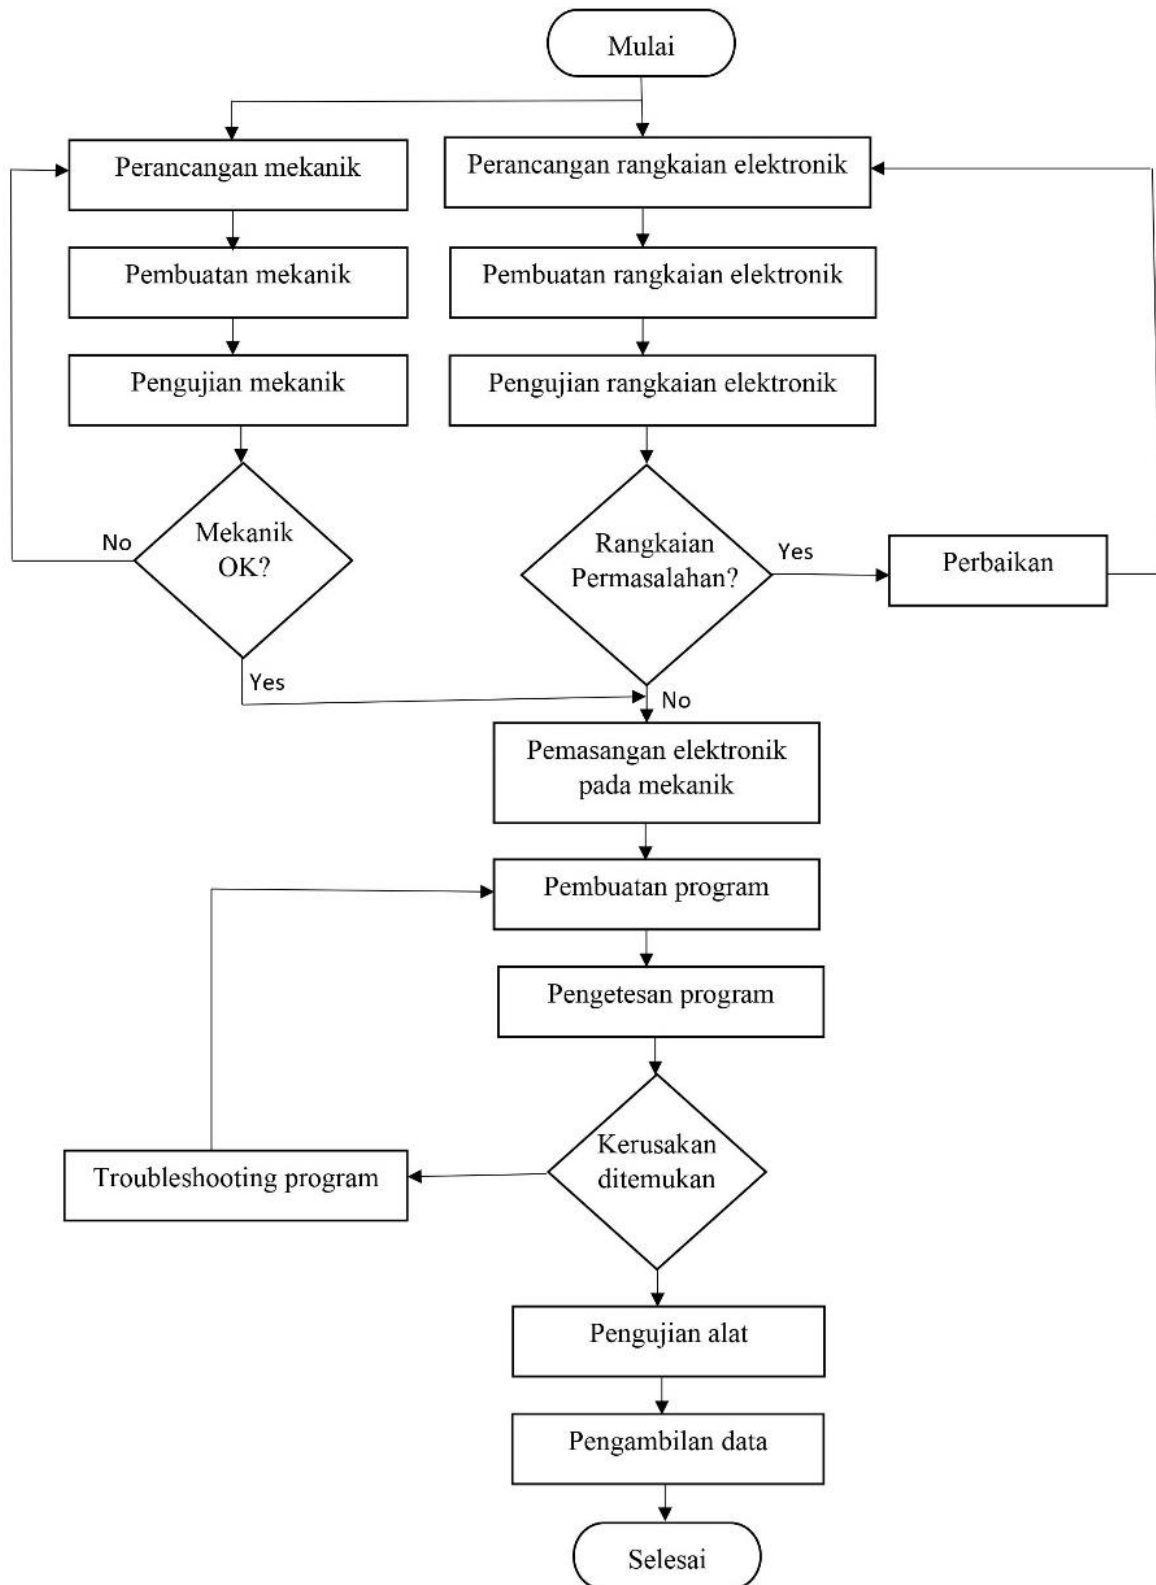 Mulai
Perancangan mekanik
Perancangan rangkaian elektronik
Pembuatan mekanik
Pembuatan rangkaian elektronik
Pengujian mekanik
Pengujian rangkaian elektronik
Mekanik
OK?
No
Yes
Rangkaian
Permasalahan?
Yes
No
Perbaikan
Pemasangan elektronik
pada mekanik
Pembuatan program
Pengetesan program
Kerusakan
ditemukan
Troubleshooting program
Pengujian alat
Pengambilan data
Selesai